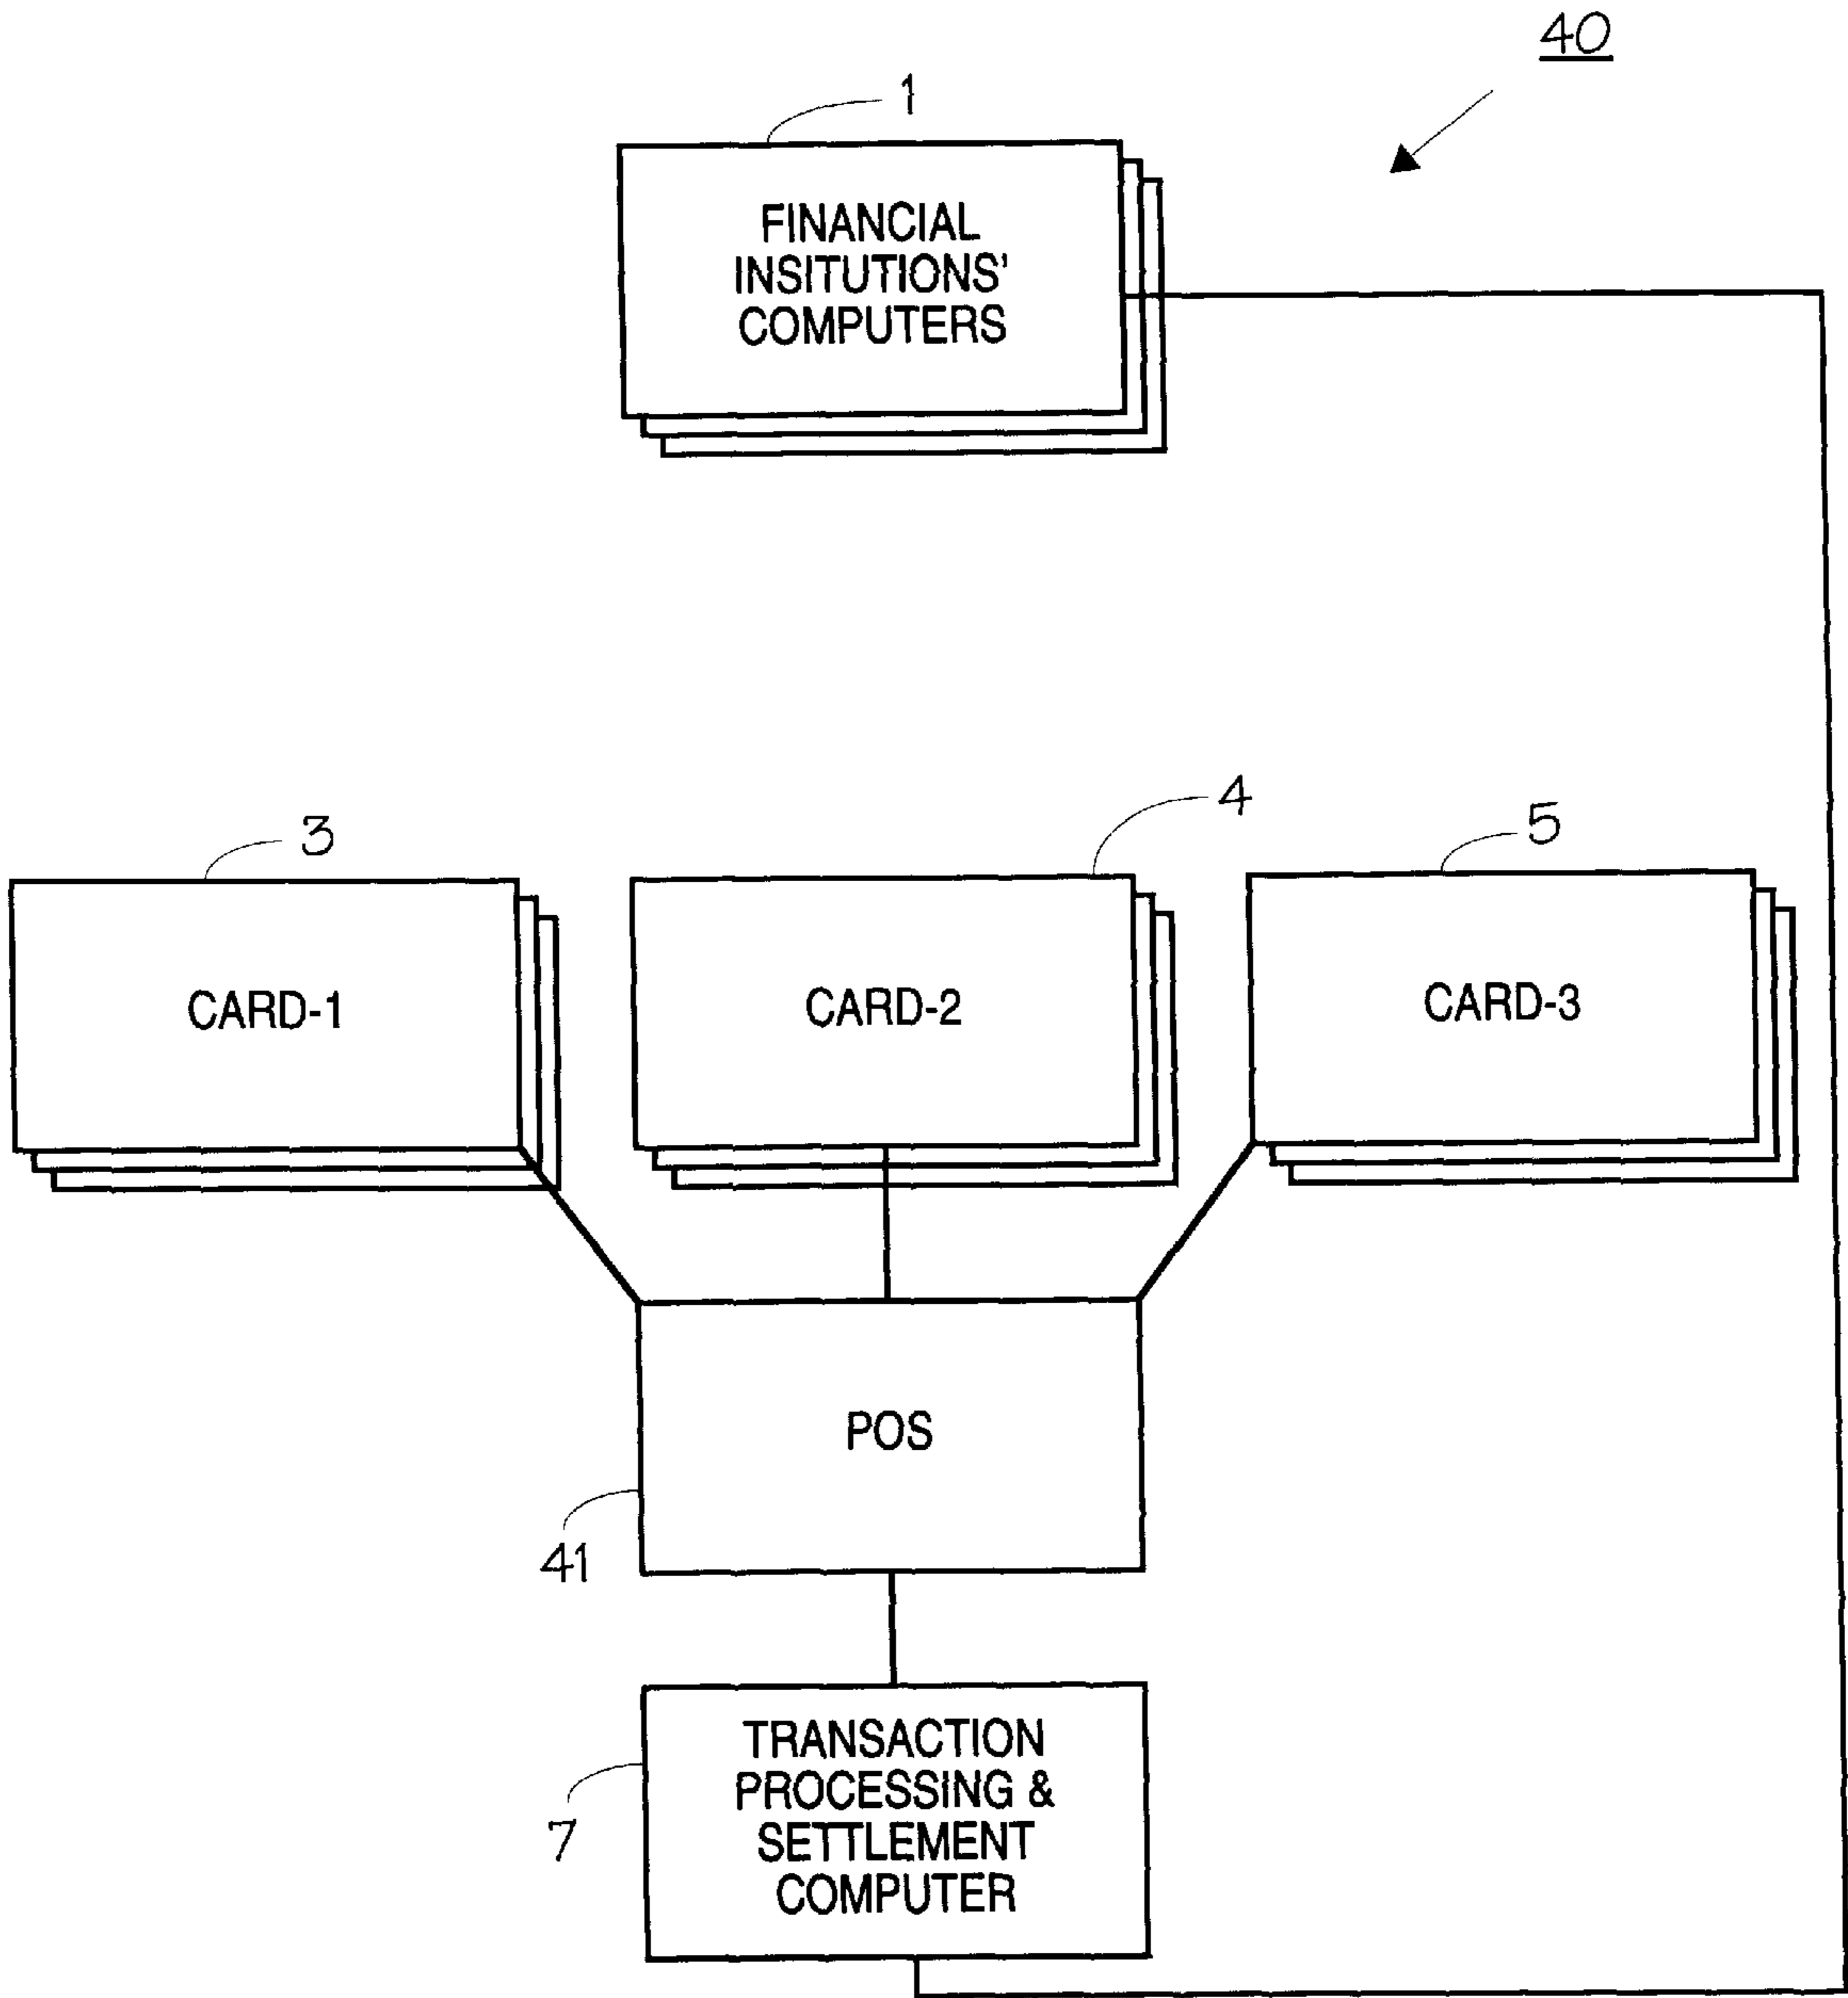 40
1
FINANCIAL
INSITUTIONS'
COMPUTERS
3
4
5
CARD-1
CARD-2
CARD-3
POS
41
TRANSACTION
PROCESSING &
SETTLEMENT
COMPUTER
7